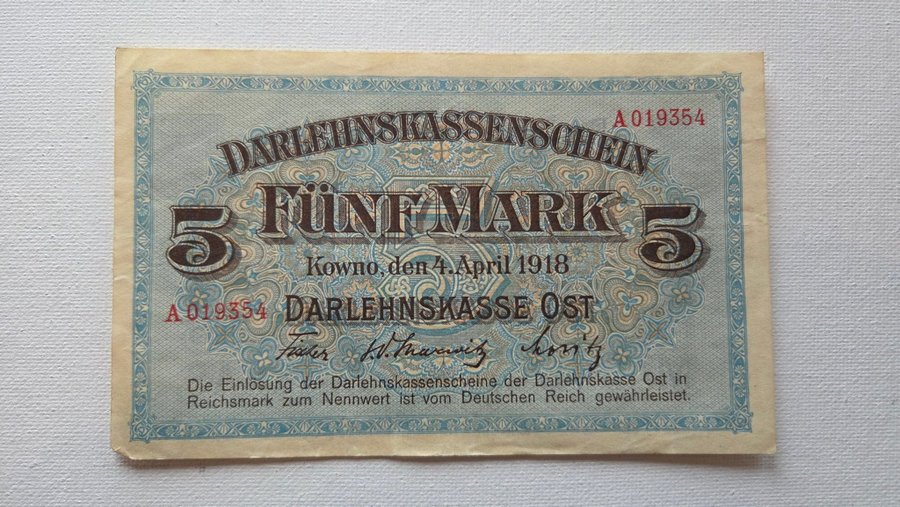 A 019354
DARLEHNSKASSENSCHEIN
FÜNF MARK
5 5
Kowno, den 4. April 1918
A 019354
DARLEHNSKASSE OST
Die Einlösung der Darlehnskassenscheine der Darlehnskasse Ost in
Reichsmark zum Nennwert ist vom Deutschen Reich gewährleistet.